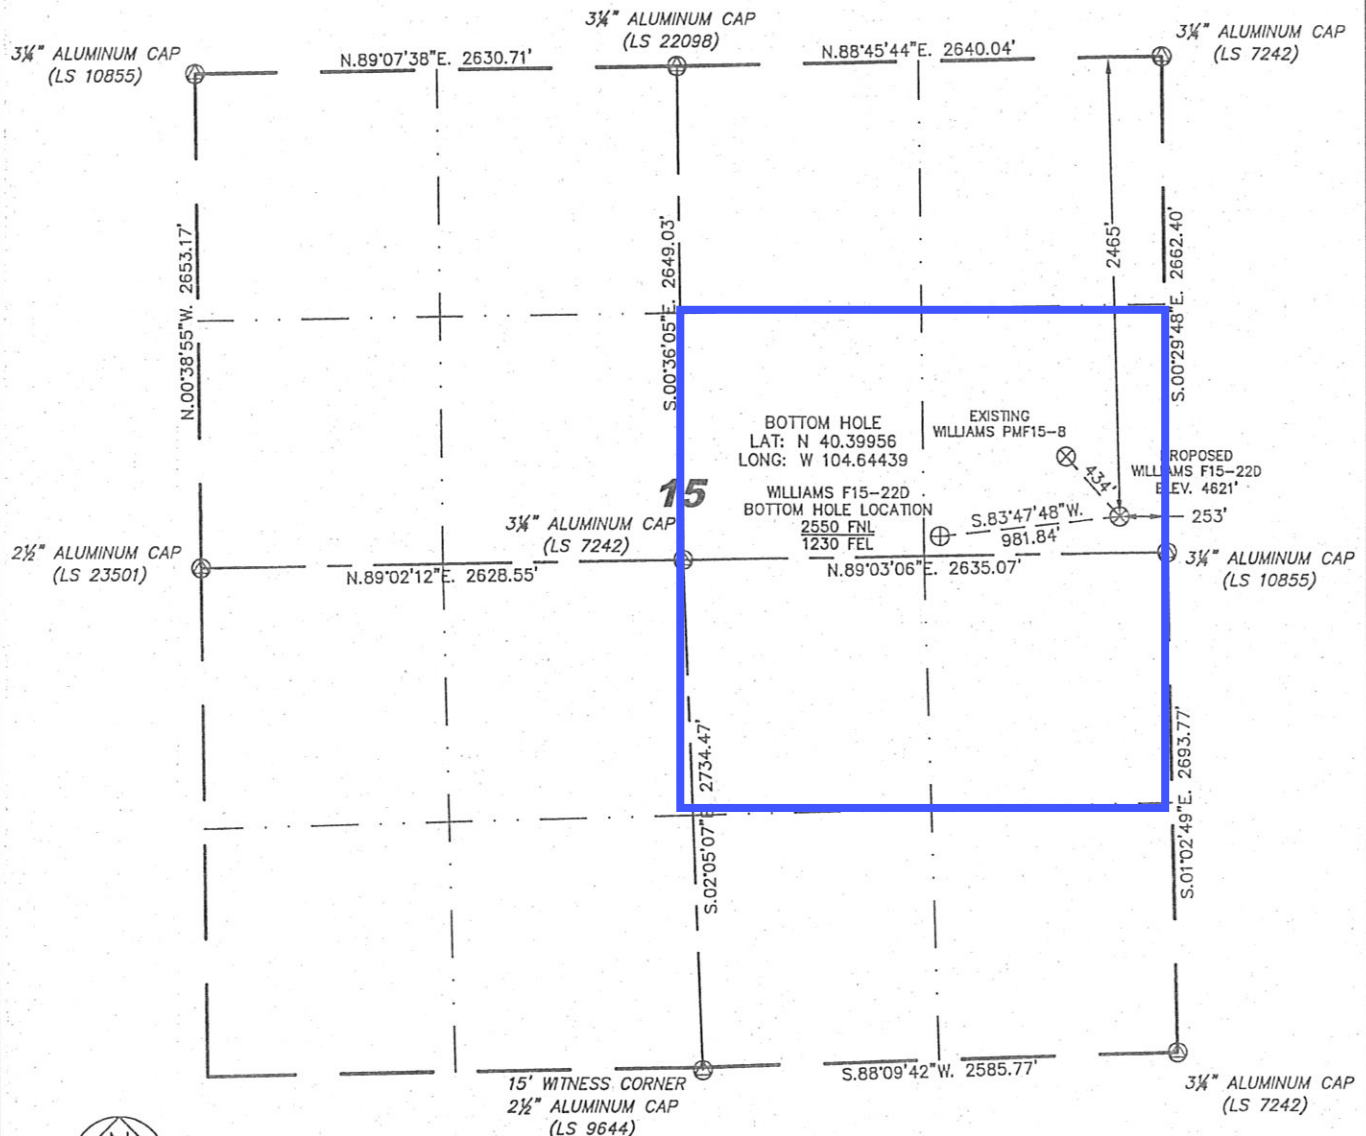 3¼" ALUMINUM CAP
(LS 22098)
3¼" ALUMINUM CAP
(LS 10855)
N.89°07'38"E. 2630.71'
N.88°45'44"E. 2640.04'
3¼" ALUMINUM CAP
(LS 7242)
N.00°38'55"W. 2653.17'
S.00°36'05"E. 2649.03'
2465'
S.00°29'48"E. 2662.40'
BOTTOM HOLE
LAT: N 40.39956
LONG: W 104.64439
EXISTING
WILLIAMS PMF15-8
434'
PROPOSED
WILLIAMS F15-22D
ELEV. 4621'
15
WILLIAMS F15-22D
BOTTOM HOLE LOCATION
2550 FNL
1230 FEL
S.83°47'48"W.
981.84'
253'
3¼" ALUMINUM CAP
(LS 7242)
2½" ALUMINUM CAP
(LS 23501)
N.89°02'12"E. 2628.55'
N.89°03'06"E. 2635.07'
3¼" ALUMINUM CAP
(LS 10855)
S.02°05'07"E. 2734.47'
S.01°02'49"E. 2693.77'
S.88°09'42"W. 2585.77'
15' WITNESS CORNER
2½" ALUMINUM CAP
(LS 9644)
3¼" ALUMINUM CAP
(LS 7242)